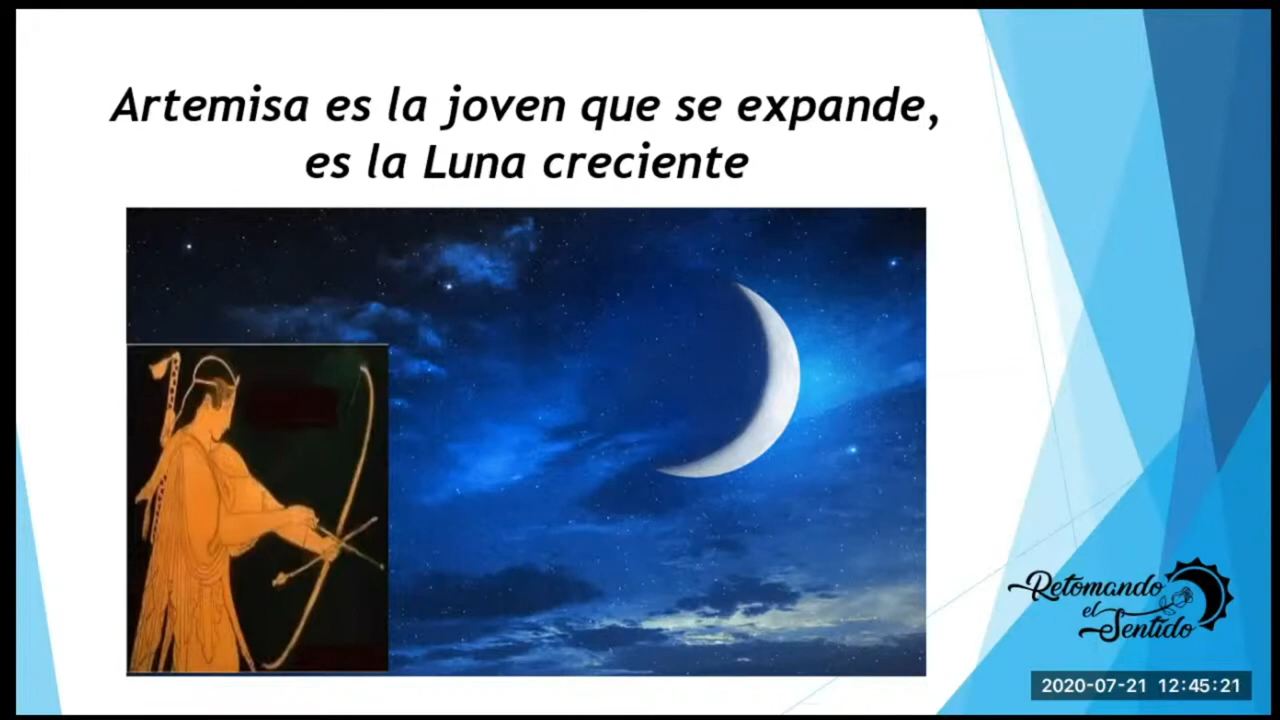 Artemisa es la joven que se expande,
es la Luna creciente
Retomando
el
Sentido
2020-07-21 12:45:21